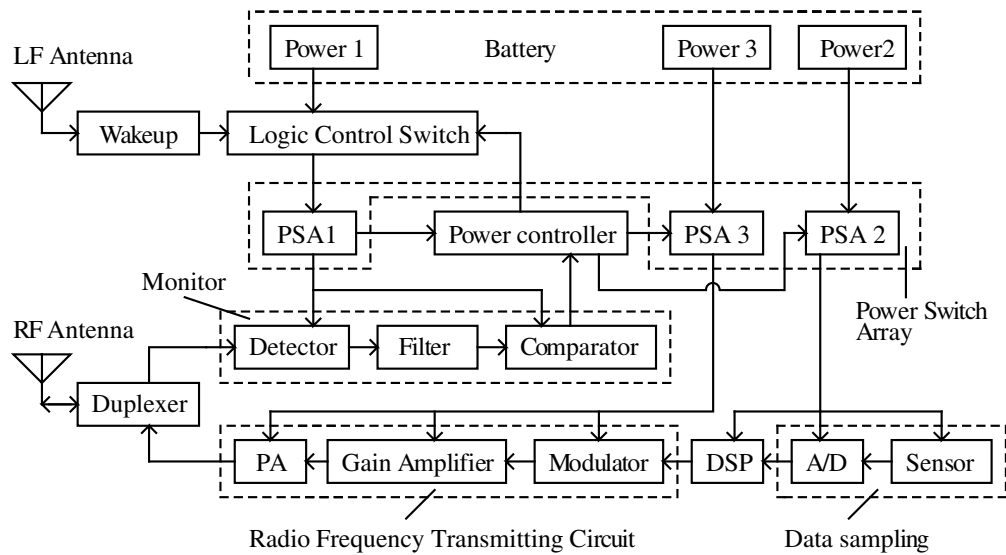 Power 1
Battery
Power 3
Power2
LF Antenna
Wakeup
Logic Control Switch
PSA1
Power controller
PSA 3
PSA 2
Monitor
Power Switch
Array
RF Antenna
Detector
Filter
Comparator
Duplexer
PA
Gain Amplifier
Modulator
DSP
A/D
Sensor
Radio Frequency Transmitting Circuit
Data sampling